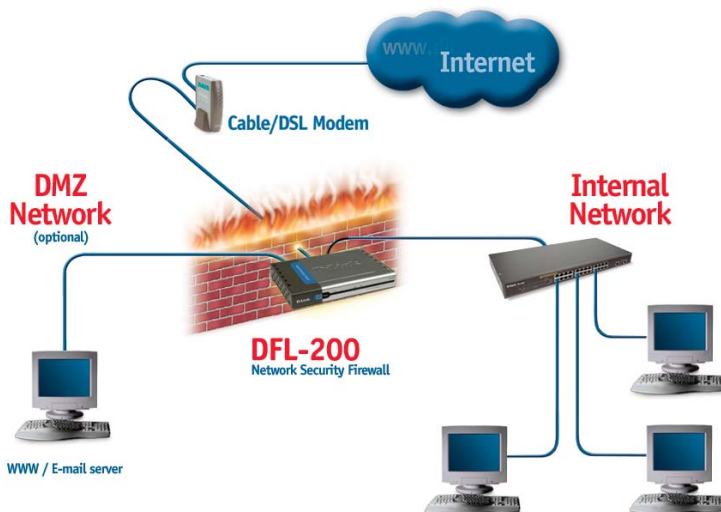 www.
Internet
Cable/DSL Modem
DMZ
Network
(optional)
Internal
Network
DFL-200
Network Security Firewall
WWW / E-mail server